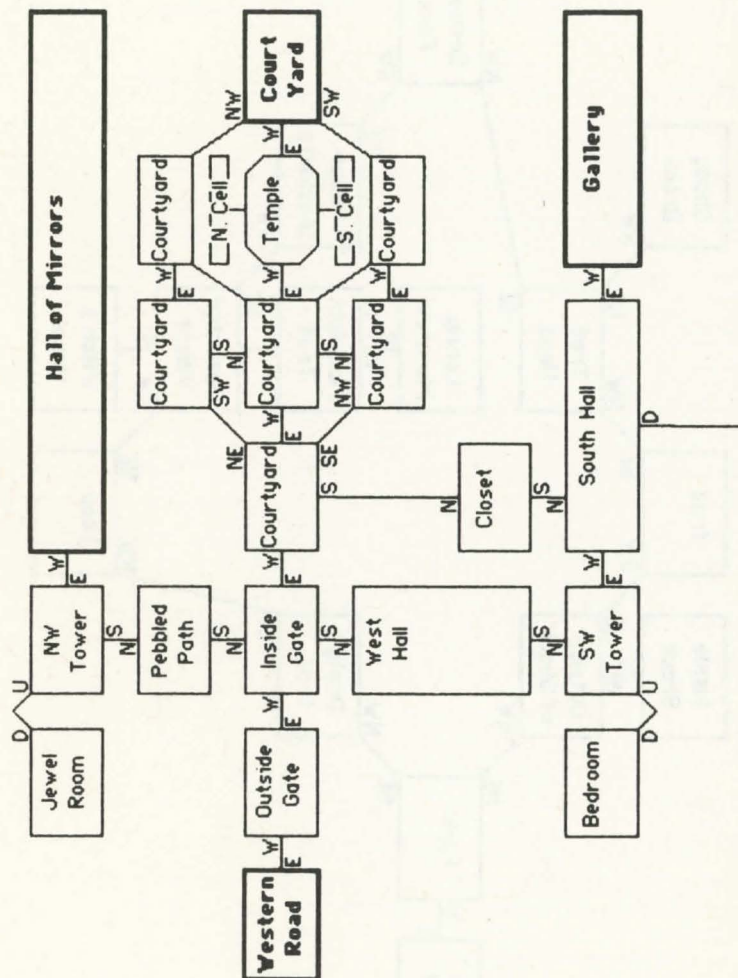 D
U
Jewel
Room
NW
Tower
E
W
Hall of Mirrors
S
N
Pebbled
Path
Courtyard
E
W
Courtyard
NW
S
N
SW
S
N
N. Cell
NE
Western
Road
E
W
Outside
Gate
E
W
Inside
Gate
E
W
Courtyard
E
W
Courtyard
E
W
Temple
E
W
Court
Yard
S
SE
S
N
NW
S
N
S. Cell
SW
West
Hall
Courtyard
E
W
Courtyard
N
Closet
S
N
S
N
Bedroom
SW
Tower
E
W
South Hall
E
W
Gallery
D
U
D